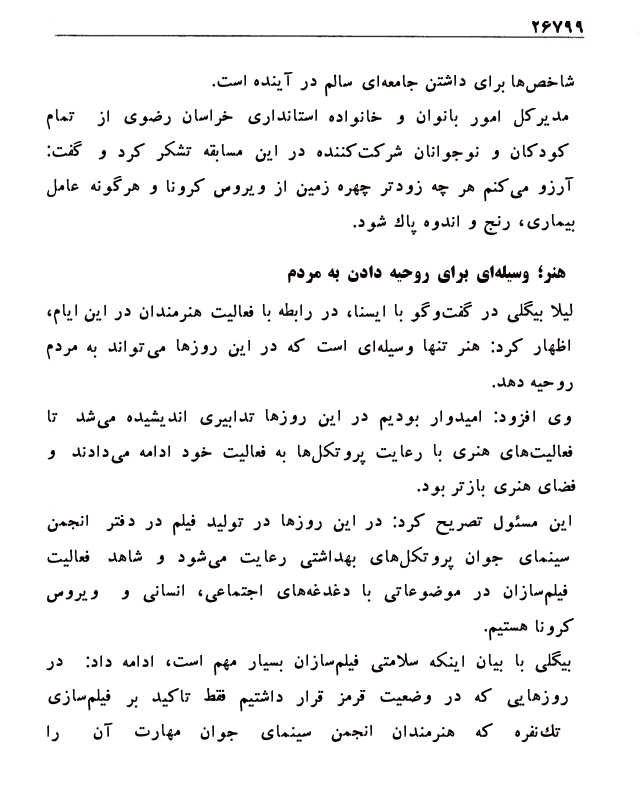 ۲۶۷۹۹
شاخص‌ها برای داشتن جامعه‌ای سالم در آینده است.
مدیرکل امور بانوان و خانواده استانداری خراسان رضوی از تمام
کودکان و نوجوانان شرکت‌کننده در این مسابقه تشکر کرد و گفت:
آرزو می‌کنم هر چه زودتر چهره زمین از ویروس کرونا و هرگونه عامل
بیماری، رنج و اندوه پاك شود.
هنر؛ وسیله‌ای برای روحیه دادن به مردم
لیلا بیگلی در گفت‌وگو با ایسنا، در رابطه با فعالیت هنرمندان در این ایام،
اظهار کرد: هنر تنها وسیله‌ای است که در این روزها می‌تواند به مردم
روحیه دهد.
وی افزود: امیدوار بودیم در این روزها تدابیری اندیشیده می‌شد تا
فعالیت‌های هنری با رعایت پروتکل‌ها به فعالیت خود ادامه می‌دادند و
فضای هنری بازتر بود.
این مسئول تصریح کرد: در این روزها در تولید فیلم در دفتر انجمن
سینمای جوان پروتکل‌های بهداشتی رعایت می‌شود و شاهد فعالیت
فیلم‌سازان در موضوعاتی با دغدغه‌های اجتماعی، انسانی و ویروس
کرونا هستیم.
بیگلی با بیان اینکه سلامتی فیلم‌سازان بسیار مهم است، ادامه داد: در
روزهایی که در وضعیت قرمز قرار داشتیم فقط تاکید بر فیلم‌سازی
تك‌نفره که هنرمندان انجمن سینمای جوان مهارت آن را